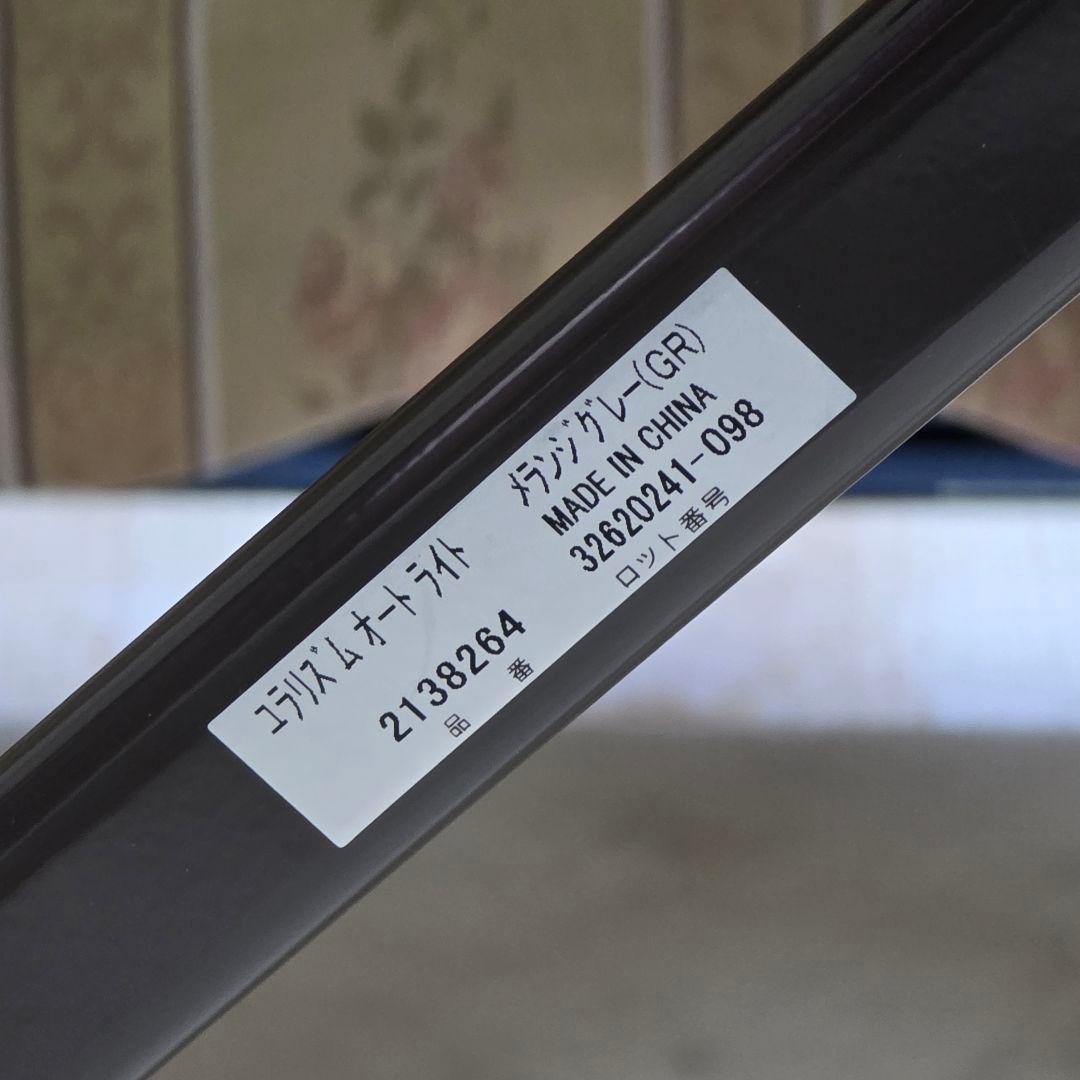 ユラリズム オート ライト
メランジグレー(GR)
MADE IN CHINA
2138264
32620241-098
品 番
ロット番号